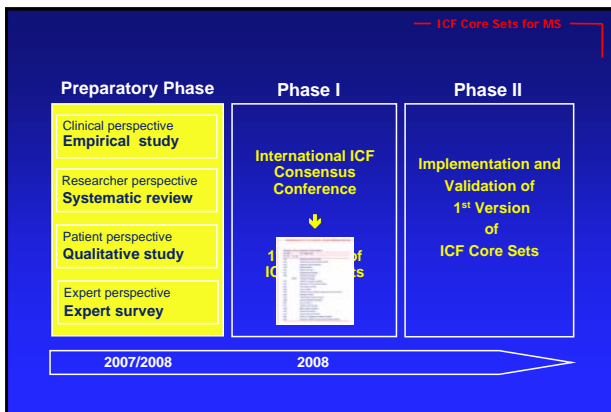 ICF Core Sets for MS
Preparatory Phase
Clinical perspective
Empirical study
Researcher perspective
Systematic review
Patient perspective
Qualitative study
Expert perspective
Expert survey
Phase I
International ICF
Consensus
Conference
of
Phase II
Implementation and
Validation of
1st Version
of
ICF Core Sets
2007/2008
2008